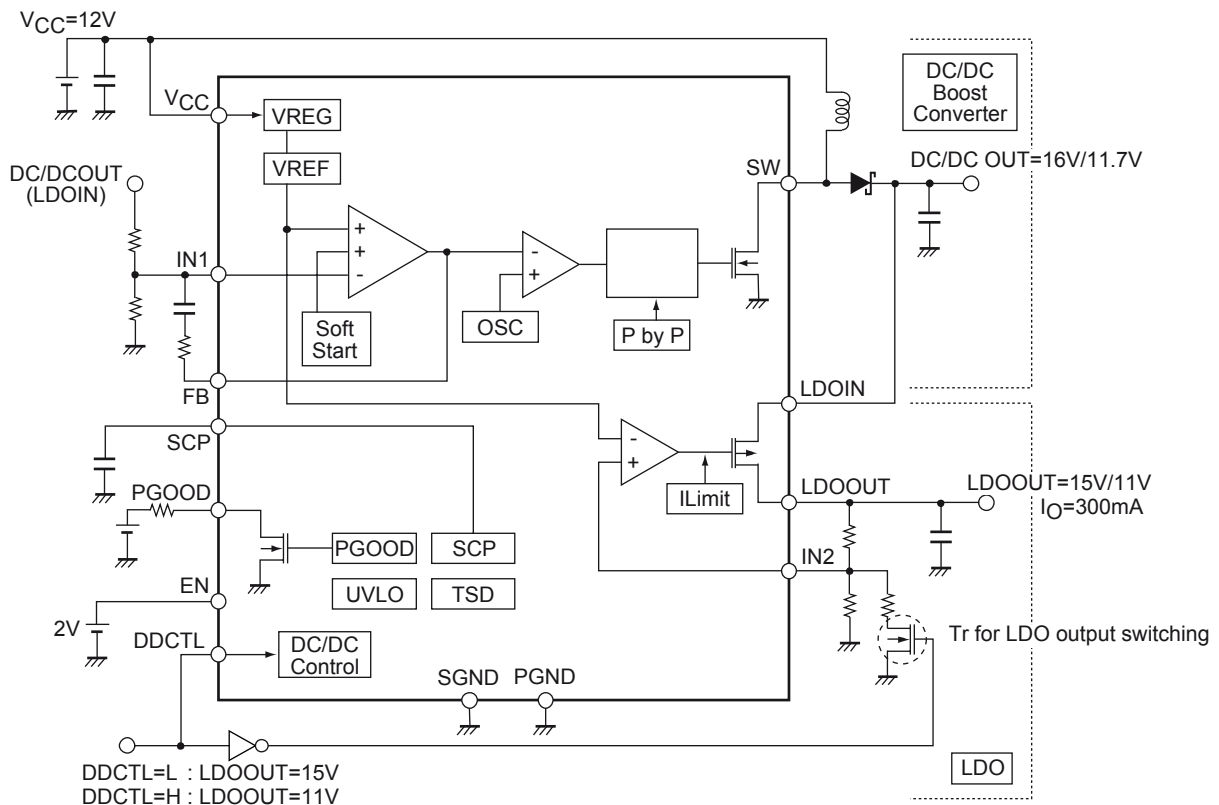 VCC=12V
DC/DC
Boost
Converter
VCC
VREG
VREF
DC/DCOUT
(LDOIN)
SW
DC/DC OUT=16V/11.7V
+
+
-
-
+
IN1
Soft
Start
OSC
P by P
FB
LDOIN
SCP
-
+
PGOOD
ILimit
LDOOUT
LDOOUT=15V/11V
IO=300mA
PGOOD
SCP
IN2
EN
UVLO
TSD
2V
DDCTL
DC/DC
Control
Tr for LDO output switching
SGND
PGND
DDCTL=L : LDOOUT=15V
DDCTL=H : LDOOUT=11V
LDO